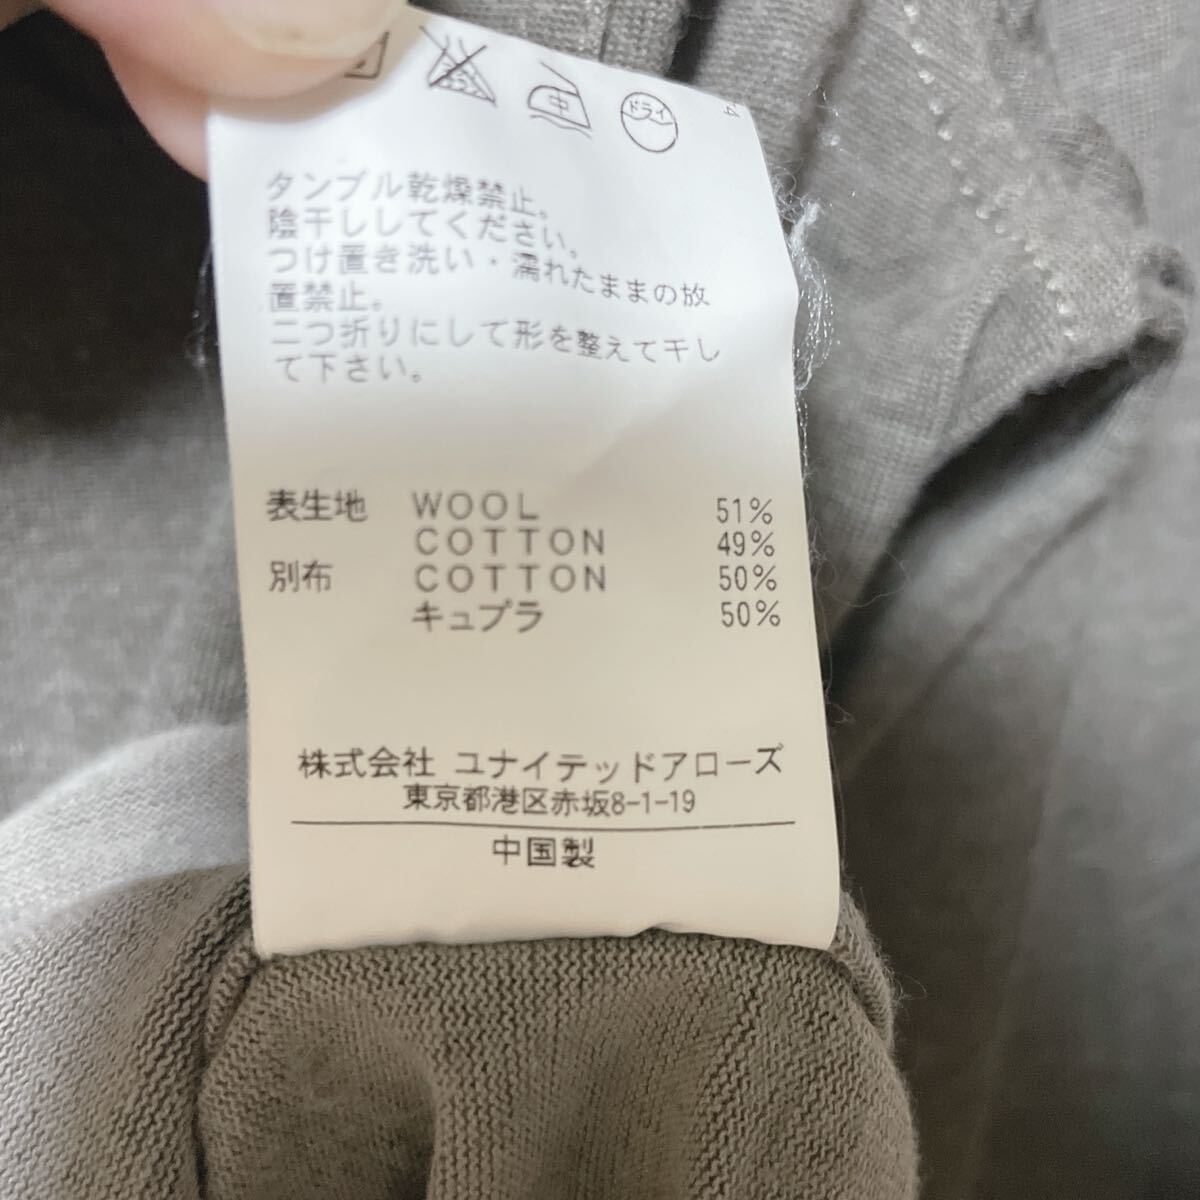 中 ドライ
タンブル乾燥禁止。
陰干ししてください。
つけ置き洗い・濡れたままの放
置禁止。
二つ折りにして形を整えて干し
て下さい。
表生地 WOOL 51%
COTTON 49%
別布 COTTON 50%
キュプラ 50%
株式会社 ユナイテッドアローズ
東京都港区赤坂8-1-19
中国製